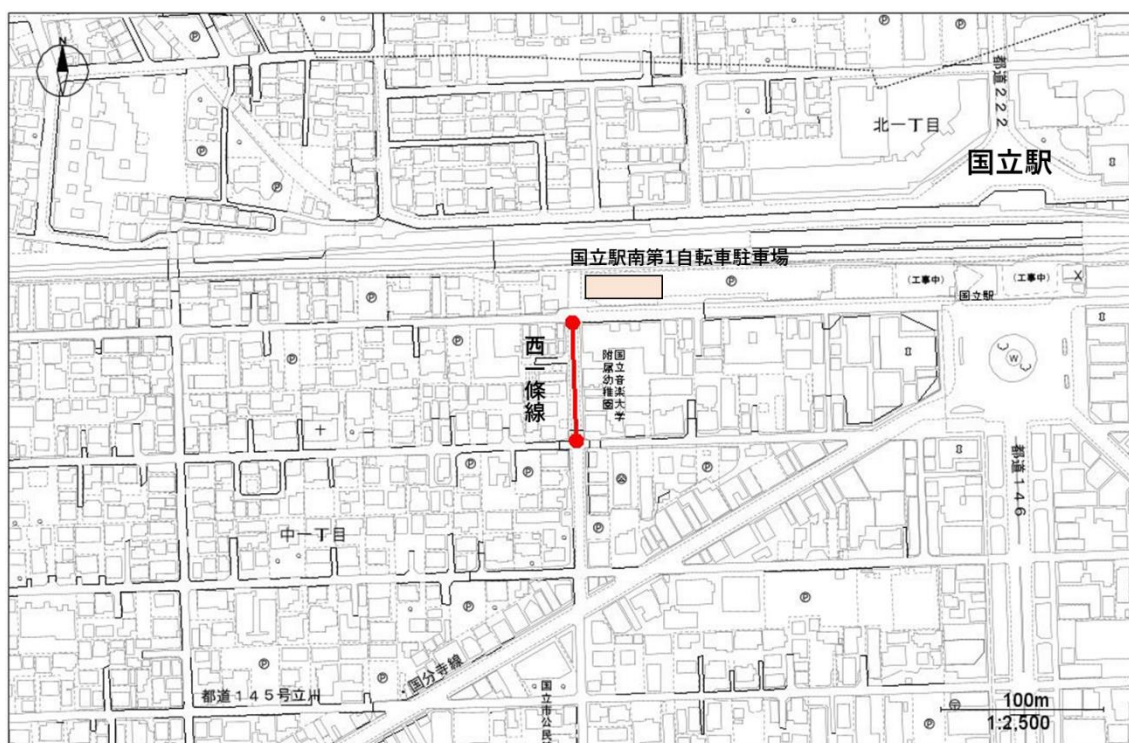 N
都道222
北一丁目
国立駅
国立駅南第1自転車駐車場
(工事中)
(工事中)
国立駅
西一條線
国立音楽大学
附属幼稚園
W
都道146
中一丁目
国分寺線
都道145号立川
国立市公民
100m
1:2,500